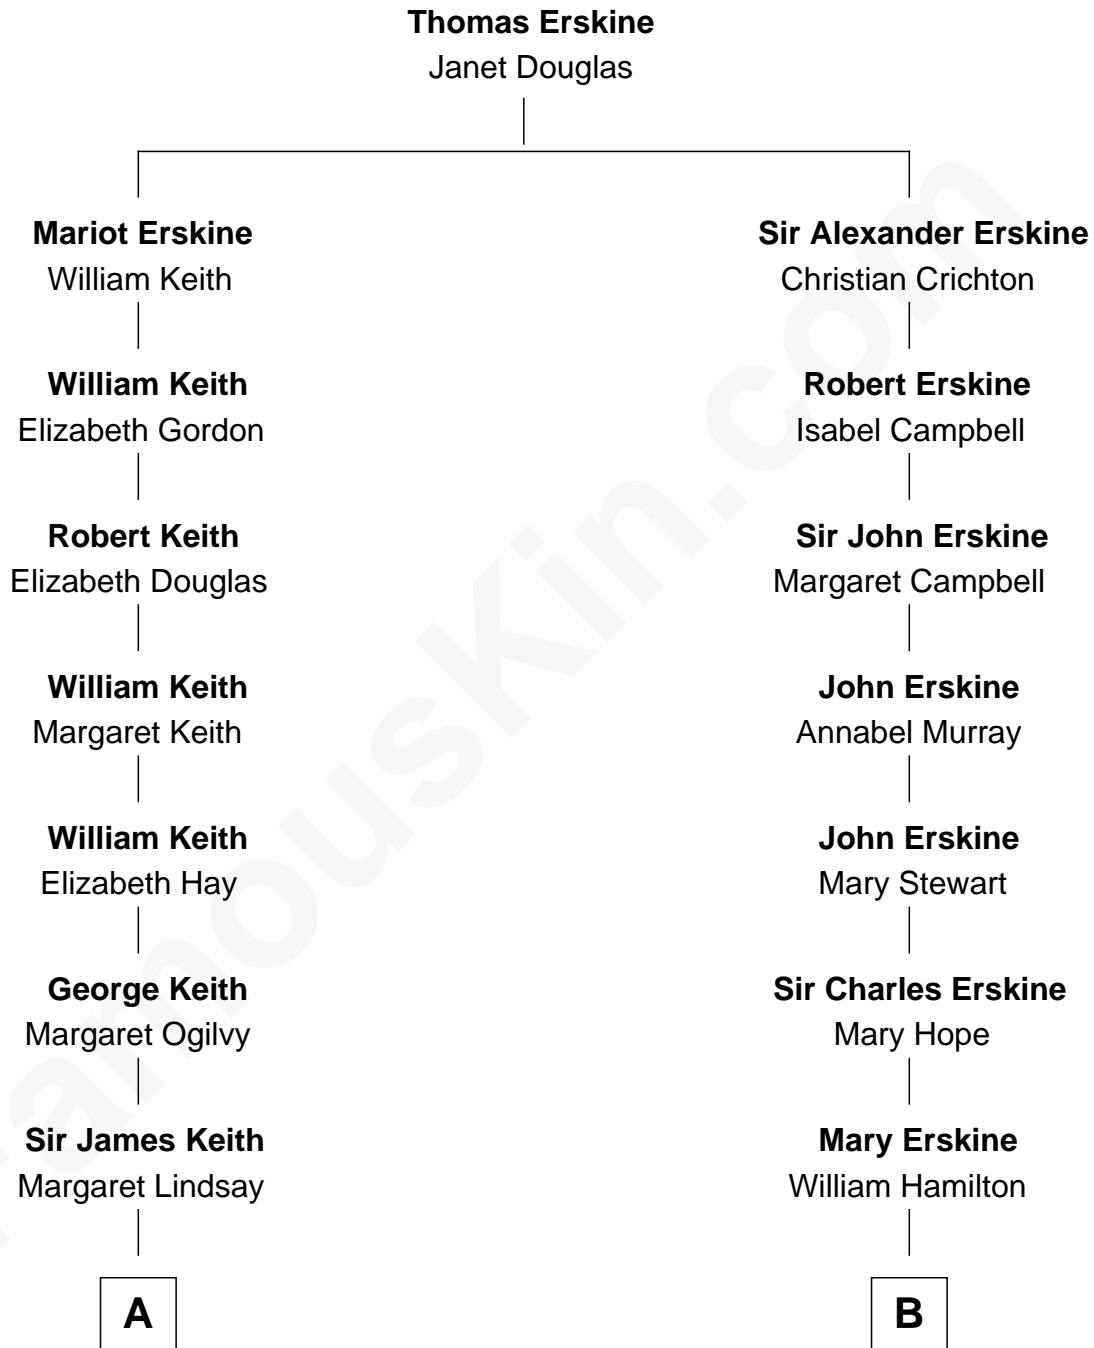 Thomas Erskine
Janet Douglas
Mariot Erskine
William Keith
Sir Alexander Erskine
Christian Crichton
William Keith
Elizabeth Gordon
Robert Erskine
Isabel Campbell
Robert Keith
Elizabeth Douglas
Sir John Erskine
Margaret Campbell
William Keith
Margaret Keith
John Erskine
Annabel Murray
William Keith
Elizabeth Hay
John Erskine
Mary Stewart
George Keith
Margaret Ogilvy
Sir Charles Erskine
Mary Hope
Sir James Keith
Margaret Lindsay
Mary Erskine
William Hamilton
A
B
FamousKin.com